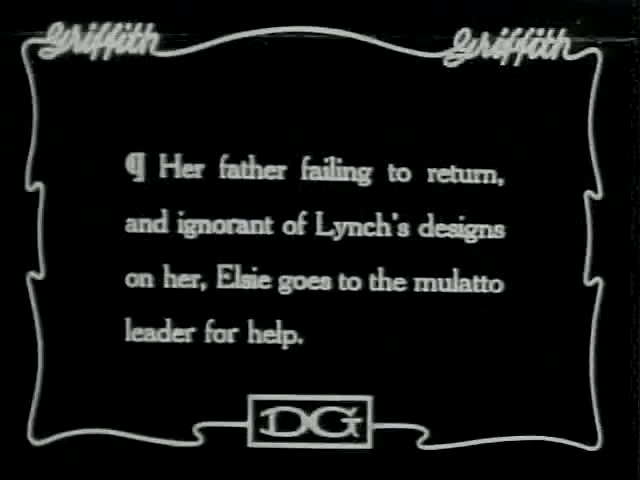 Griffith Griffith
¶ Her father failing to return,
and ignorant of Lynch's designs
on her, Elsie goes to the mulatto
leader for help.
DG